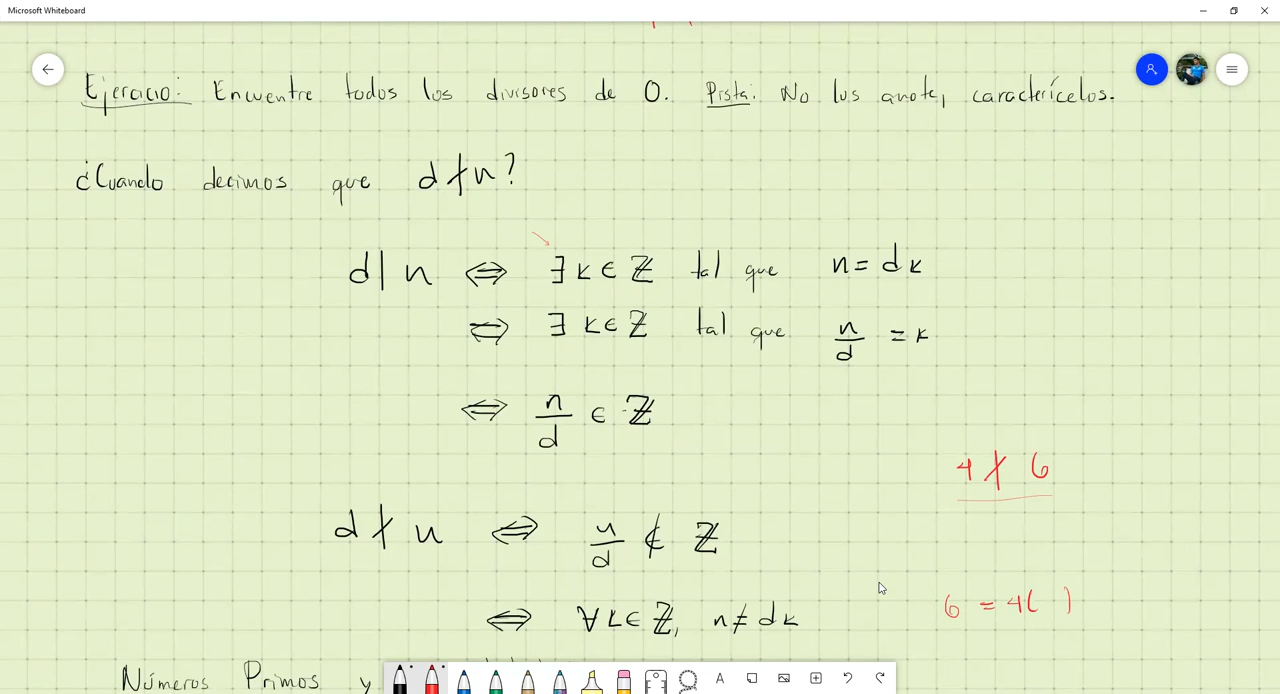 Microsoft Whiteboard
Ejercicio: Encuentre todos los divisores de 0. Pista: No los anote, caracterícelos.
¿Cuando decimos que d ∤ n?
d | n ⟺ ∃ k ∈ ℤ tal que n = dk
⟺ ∃ k ∈ ℤ tal que n/d = k
⟺ n/d ∈ ℤ
4 ∤ 6
d ∤ n ⟺ n/d ∉ ℤ
6 = 4( )
⟺ ∀ k ∈ ℤ, n ≠ dk
Números Primos y